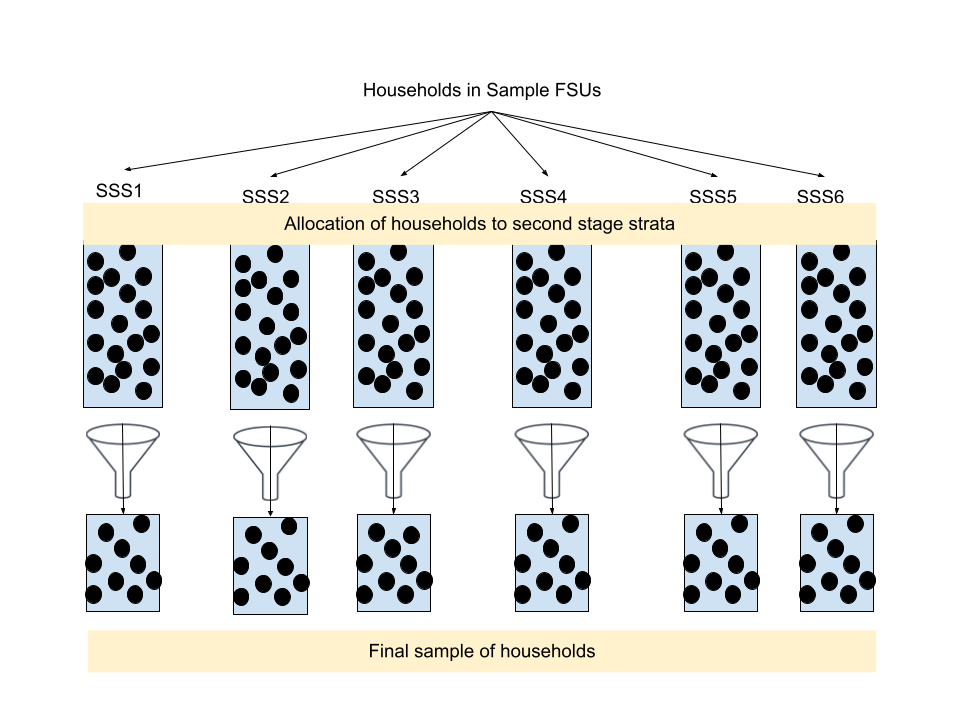 Households in Sample FSUs
SSS1 SSS2 SSS3 SSS4 SSS5 SSS6
Allocation of households to second stage strata
Final sample of households